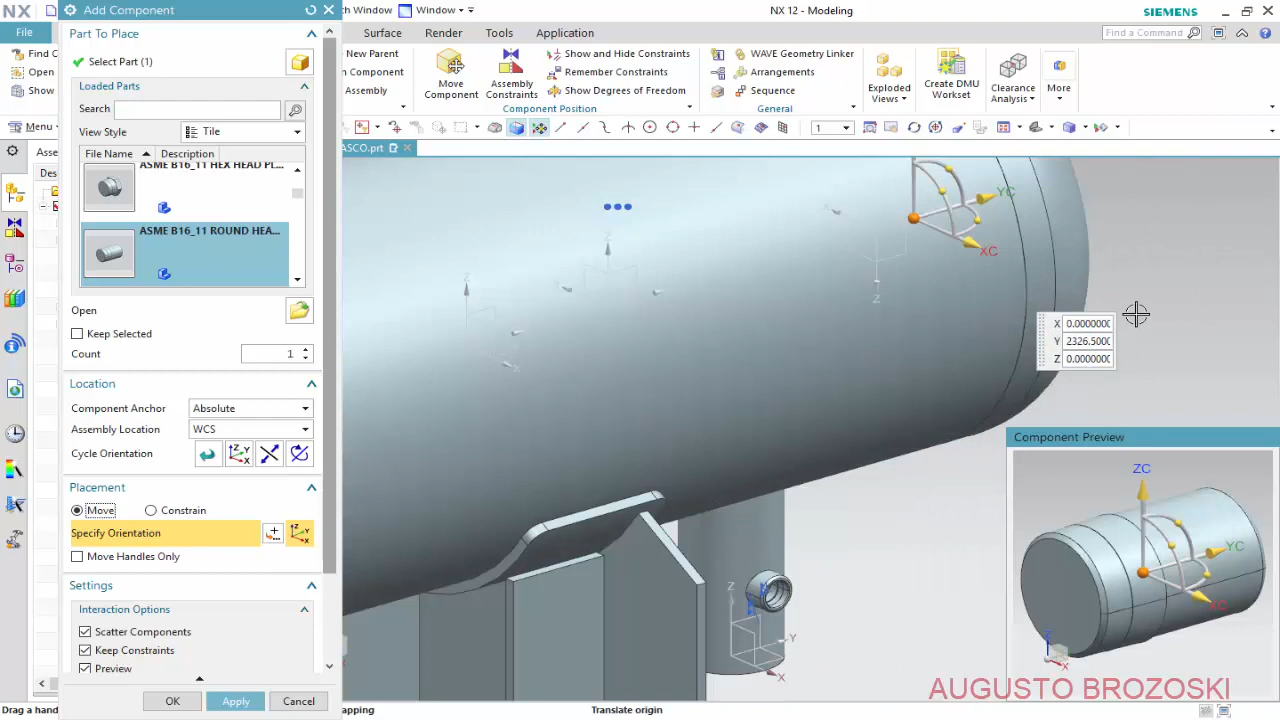 NX
Add Component
tch Window
Window
NX 12 - Modeling
SIEMENS
File
Surface
Render
Tools
Application
Find a Command
Part To Place
Select Part (1)
Loaded Parts
Search
View Style
Tile
File Name
Description
ASME B16_11 HEX HEAD PL...
ASME B16_11 ROUND HEA...
Open
Keep Selected
Count
1
Location
Component Anchor
Absolute
Assembly Location
WCS
Cycle Orientation
Placement
Move
Constrain
Specify Orientation
Move Handles Only
Settings
Interaction Options
Scatter Components
Keep Constraints
Preview
OK
Apply
Cancel
Find C
Open
Show
Menu
Asse
Des
New Parent
n Component
Assembly
Move
Component
Assembly
Constraints
Show and Hide Constraints
Remember Constraints
Show Degrees of Freedom
Component Position
WAVE Geometry Linker
Arrangements
Sequence
General
Exploded
Views
Create DMU
Workset
Clearance
Analysis
More
1
ASCO.prt
YC
XC
Z
Z
Z
X
X 0.0000000
Y 2326.5000
Z 0.0000000
Component Preview
ZC
YC
XC
Z
X
Z
Y
X
AUGUSTO BROZOSKI
Drag a hand
apping
Translate origin